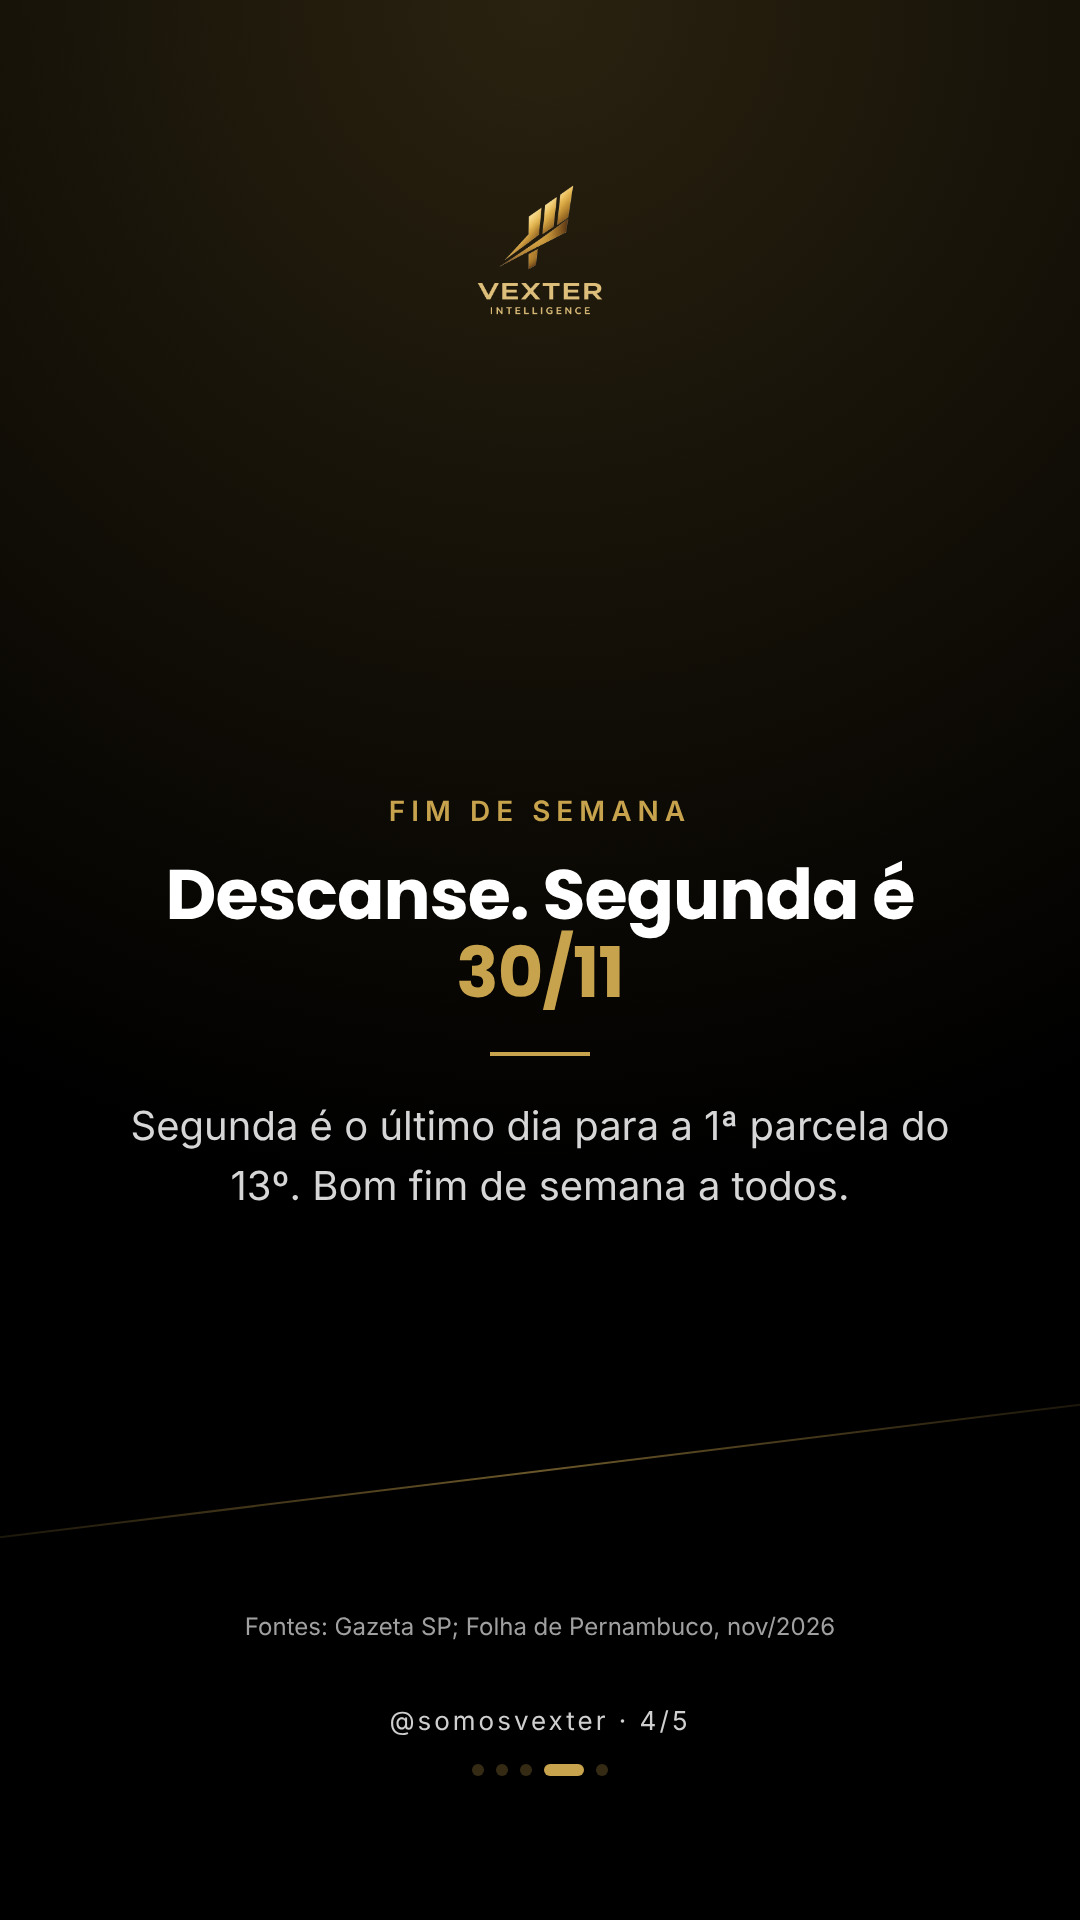 VEXTER
INTELLIGENCE
FIM DE SEMANA
Descanse. Segunda é
30/11
Segunda é o último dia para a 1ª parcela do
13º. Bom fim de semana a todos.
Fontes: Gazeta SP; Folha de Pernambuco, nov/2026
@somosvexter · 4/5